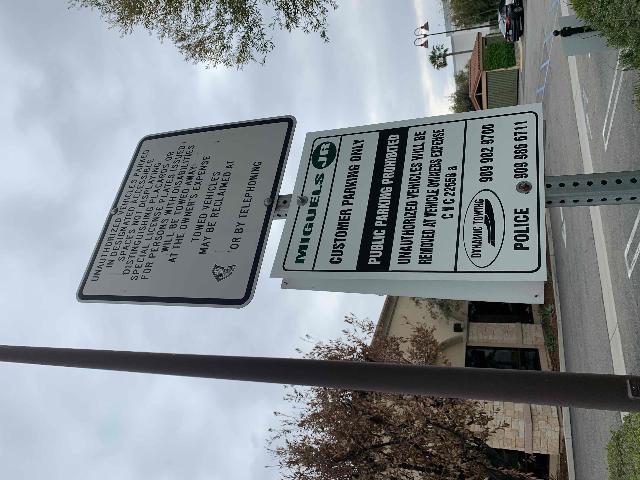 UNAUTHORIZED VEHICLES PARKED
IN DESIGNATED ACCESSIBLE
SPACES NOT DISPLAYING
DISTINGUISHING PLACARDS OR
SPECIAL LICENSE PLATES ISSUED
FOR PERSONS WITH DISABILITIES
WILL BE TOWED AWAY
AT THE OWNER'S EXPENSE
TOWED VEHICLES
MAY BE RECLAIMED AT
OR BY TELEPHONING
MIGUELS JR
CUSTOMER PARKING ONLY
PUBLIC PARKING PROHIBITED
UNAUTHORIZED VEHICLES WILL BE
REMOVED AT VEHICLE OWNERS EXPENSE
C.V.C 22658 a
DYNAMIC TOWING
909 982 8700
POLICE 909 986 6711